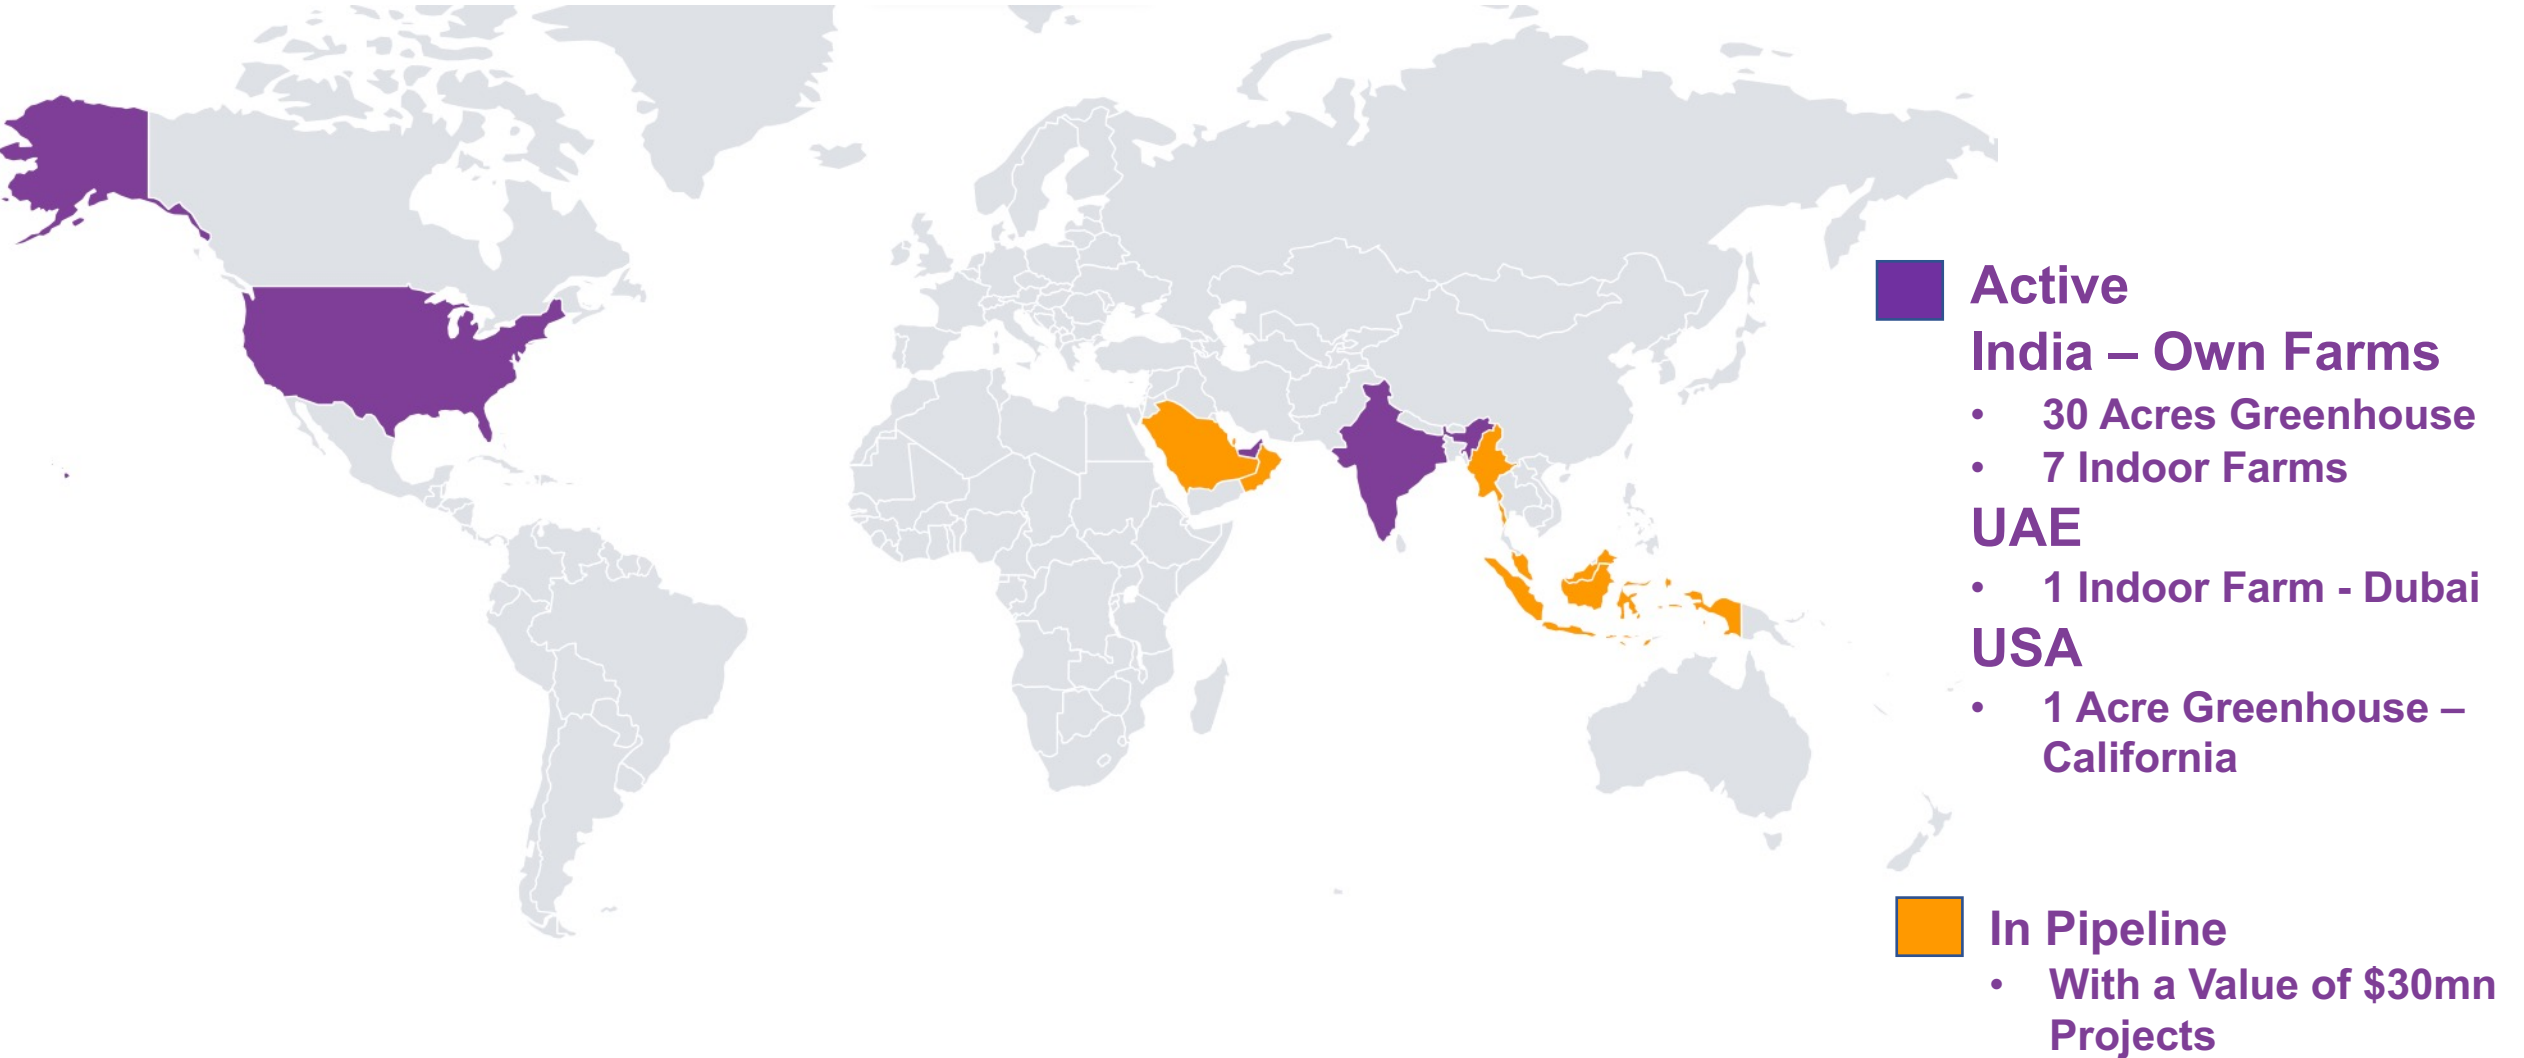 Active
India – Own Farms
• 30 Acres Greenhouse
• 7 Indoor Farms
UAE
• 1 Indoor Farm - Dubai
USA
• 1 Acre Greenhouse –
California
In Pipeline
• With a Value of $30mn
Projects